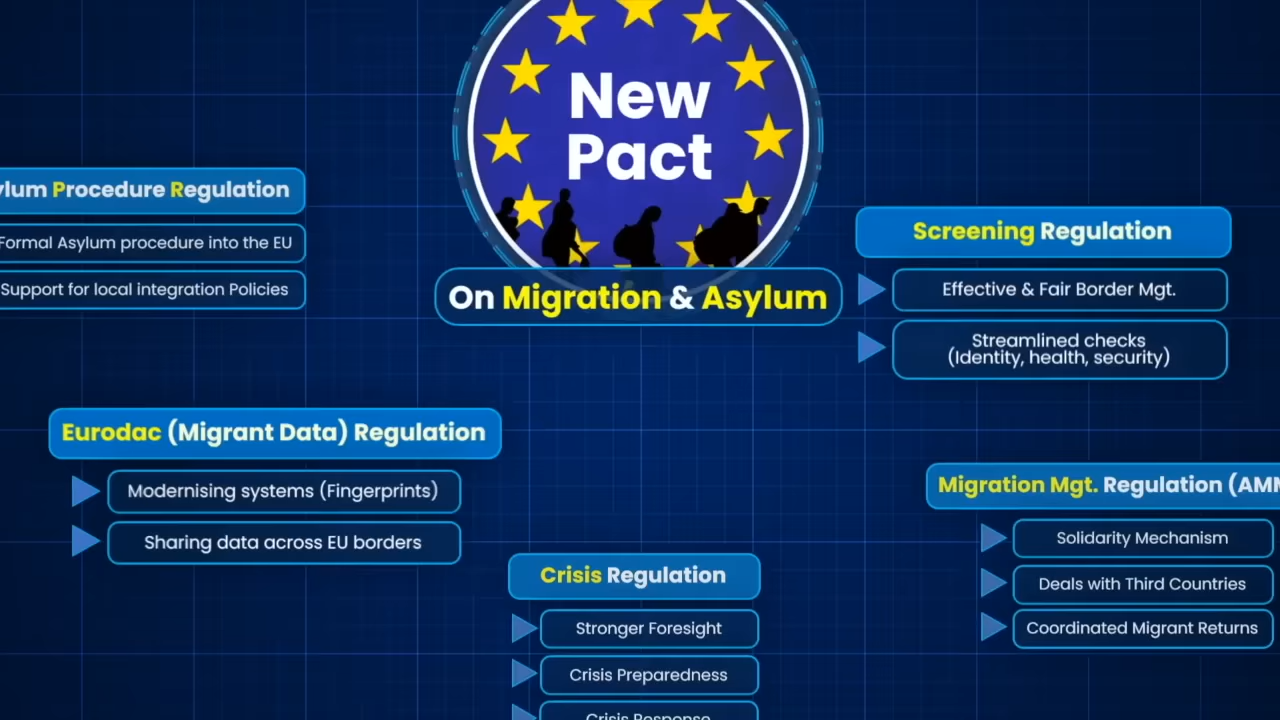 New
Pact
On Migration & Asylum
ylum Procedure Regulation
Formal Asylum procedure into the EU
Support for local integration Policies
Screening Regulation
Effective & Fair Border Mgt.
Streamlined checks
(Identity, health, security)
Eurodac (Migrant Data) Regulation
Modernising systems (Fingerprints)
Sharing data across EU borders
Migration Mgt. Regulation (AMM
Solidarity Mechanism
Deals with Third Countries
Coordinated Migrant Returns
Crisis Regulation
Stronger Foresight
Crisis Preparedness
Crisis Response